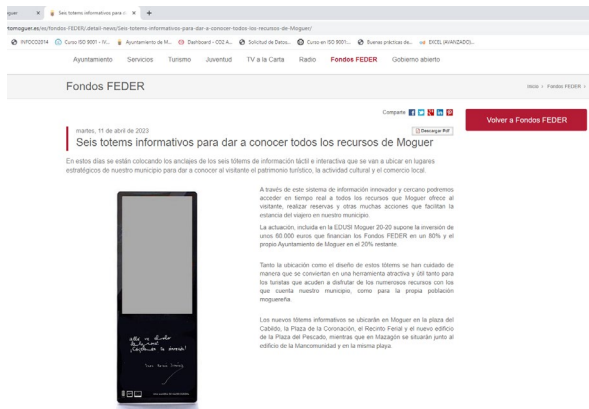 Seis totems informativos para d
tomoguer.es/es/fondos-FEDER/.detail-news/Seis-totems-informativos-para-dar-a-conocer-todos-los-recursos-de-Moguer/
INFOCO2014 Curso ISO 9001 - IV... Ayuntamiento de M... Dashboard - CO2 A... Solicitud de Datos... Curso en ISO 9001... Buenas prácticas de... Excel (AVANZADO)...
Ayuntamiento Servicios Turismo Juventud TV a la Carta Radio Fondos FEDER Gobierno abierto
Fondos FEDER
Inicio > Fondos FEDER >
Comparte
Volver a Fondos FEDER
martes, 11 de abril de 2023
Descargar Pdf
Seis totems informativos para dar a conocer todos los recursos de Moguer
En estos días se están colocando los anclajes de los seis tótems de información táctil e interactiva que se van a ubicar en lugares
estratégicos de nuestro municipio para dar a conocer al visitante el patrimonio turístico, la actividad cultural y el comercio local.
A través de este sistema de información innovador y cercano podremos
acceder en tiempo real a todos los recursos que Moguer ofrece al
visitante, realizar reservas y otras muchas acciones que facilitan la
estancia del viajero en nuestro municipio.
La actuación, incluida en la EDUSI Moguer 20-20 supone la inversión de
unos 60.000 euros que financian los Fondos FEDER en un 80% y el
propio Ayuntamiento de Moguer en el 20% restante.
Tanto la ubicación como el diseño de estos tótems se han cuidado de
manera que se conviertan en una herramienta atractiva y útil tanto para
los turistas que acuden a disfrutar de los numerosos recursos con los
que cuenta nuestro municipio, como para la propia población
moguereña.
Los nuevos tótems informativos se ubicarán en Moguer en la plaza del
Cabildo, la Plaza de la Coronación, el Recinto Ferial y el nuevo edificio
de la Plaza del Pescado, mientras que en Mazagón se situarán junto al
edificio de la Mancomunidad y en la misma playa.